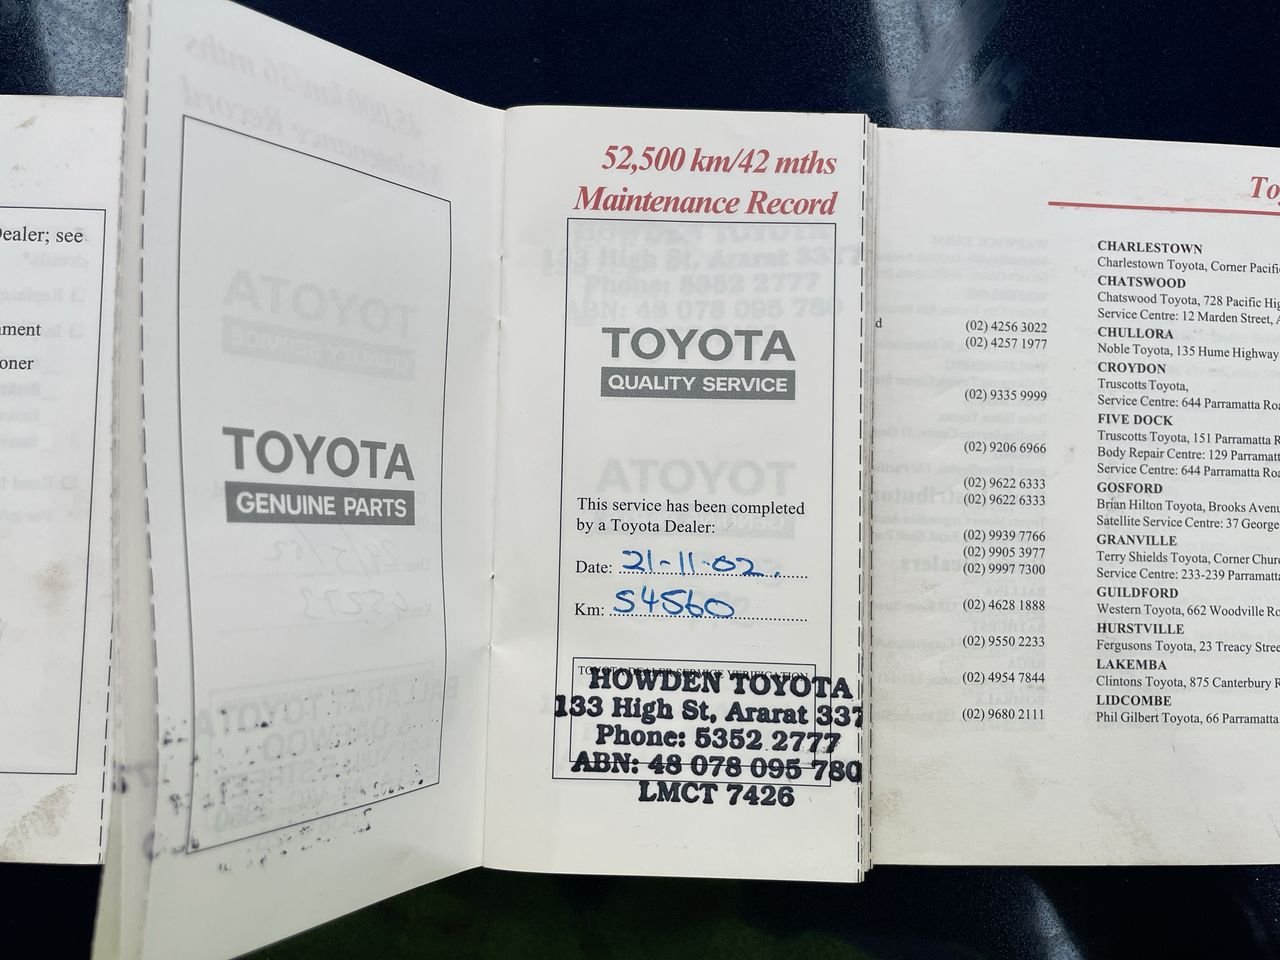 Dealer; see
oner
TOYOTA
GENUINE PARTS
52,500 km/42 mths
Maintenance Record
TOYOTA
QUALITY SERVICE
This service has been completed
by a Toyota Dealer:
Date: 21-11-02.
Km: 54560
TOYOTA DEALER SERVICE VERIFICATION
HOWDEN TOYOTA
133 High St, Ararat 337
Phone: 5352 2777
ABN: 48 078 095 780
LMCT 7426
(02) 4256 3022
(02) 4257 1977
(02) 9335 9999
(02) 9206 6966
(02) 9622 6333
(02) 9622 6333
(02) 9939 7766
(02) 9905 3977
(02) 9997 7300
(02) 4628 1888
(02) 9550 2233
(02) 4954 7844
(02) 9680 2111
To
CHARLESTOWN
Charlestown Toyota, Corner Pacific
CHATSWOOD
Chatswood Toyota, 728 Pacific Hig
Service Centre: 12 Marden Street, A
CHULLORA
Noble Toyota, 135 Hume Highway
CROYDON
Truscotts Toyota,
Service Centre: 644 Parramatta Roa
FIVE DOCK
Truscotts Toyota, 151 Parramatta R
Body Repair Centre: 129 Parramatt
Service Centre: 644 Parramatta Roa
GOSFORD
Brian Hilton Toyota, Brooks Avenu
Satellite Service Centre: 37 George
GRANVILLE
Terry Shields Toyota, Corner Churc
Service Centre: 233-239 Parramatta
GUILDFORD
Western Toyota, 662 Woodville Ro
HURSTVILLE
Fergusons Toyota, 23 Treacy Stree
LAKEMBA
Clintons Toyota, 875 Canterbury R
LIDCOMBE
Phil Gilbert Toyota, 66 Parramatta